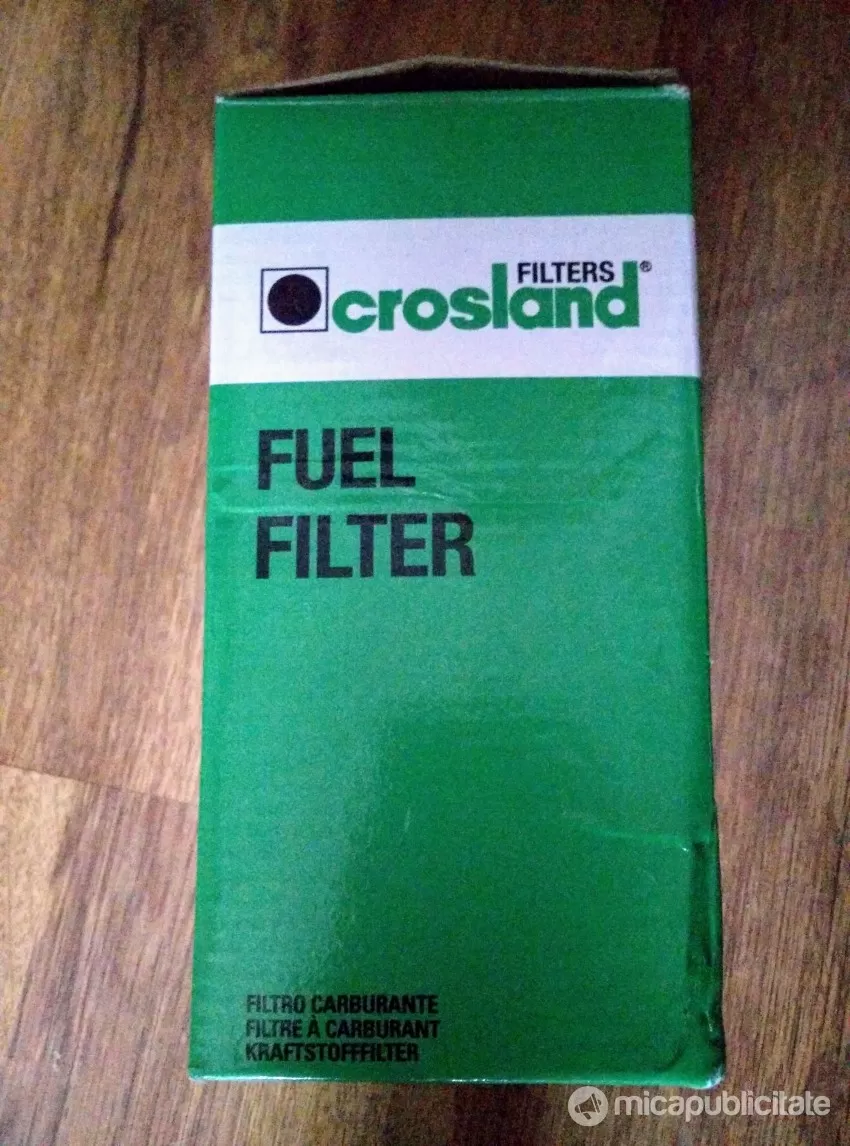 FILTERS®
crosland
FUEL
FILTER
FILTRO CARBURANTE
FILTRE À CARBURANT
KRAFTSTOFFFILTER
micapublicitate